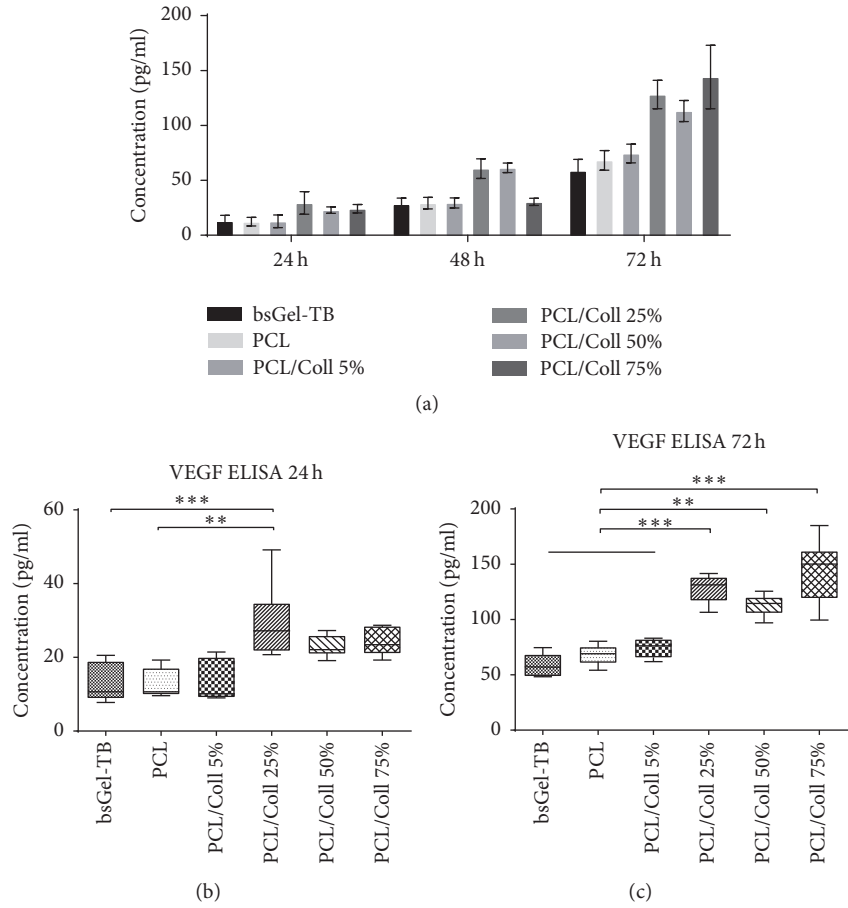 200
150
100
50
0
Concentration (pg/ml)
24 h
48 h
72 h
bsGel-TB
PCL
PCL/Coll 5%
PCL/Coll 25%
PCL/Coll 50%
PCL/Coll 75%
(a)
VEGF ELISA 24 h
60
40
20
0
Concentration (pg/ml)
***
**
bsGel-TB
PCL
PCL/Coll 5%
PCL/Coll 25%
PCL/Coll 50%
PCL/Coll 75%
(b)
VEGF ELISA 72 h
200
150
100
50
0
Concentration (pg/ml)
***
**
***
bsGel-TB
PCL
PCL/Coll 5%
PCL/Coll 25%
PCL/Coll 50%
PCL/Coll 75%
(c)